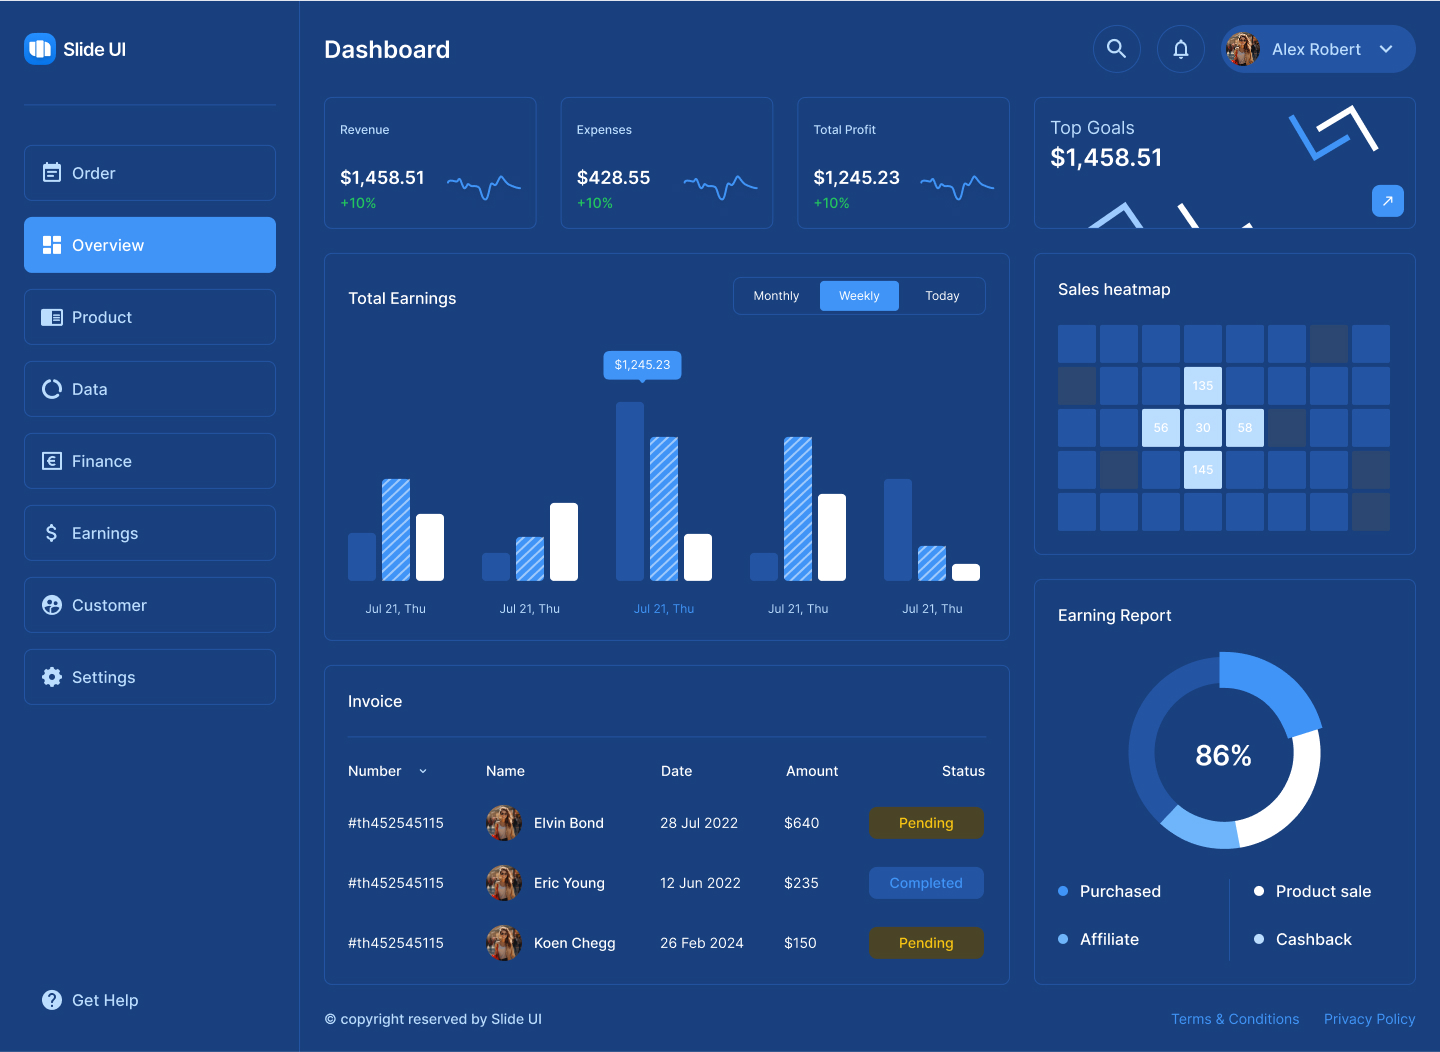 Slide UI
Dashboard
Alex Robert
Order
Overview
Product
Data
Finance
Earnings
Customer
Settings
Get Help
Revenue
$1,458.51
+10%
Expenses
$428.55
+10%
Total Profit
$1,245.23
+10%
Top Goals
$1,458.51
Total Earnings
Monthly Weekly Today
$1,245.23
Jul 21, Thu Jul 21, Thu Jul 21, Thu Jul 21, Thu Jul 21, Thu
Sales heatmap
135
56 30 58
145
Invoice
Number Name Date Amount Status
#th452545115 Elvin Bond 28 Jul 2022 $640 Pending
#th452545115 Eric Young 12 Jun 2022 $235 Completed
#th452545115 Koen Chegg 26 Feb 2024 $150 Pending
Earning Report
86%
Purchased Product sale
Affiliate Cashback
© copyright reserved by Slide UI
Terms & Conditions Privacy Policy